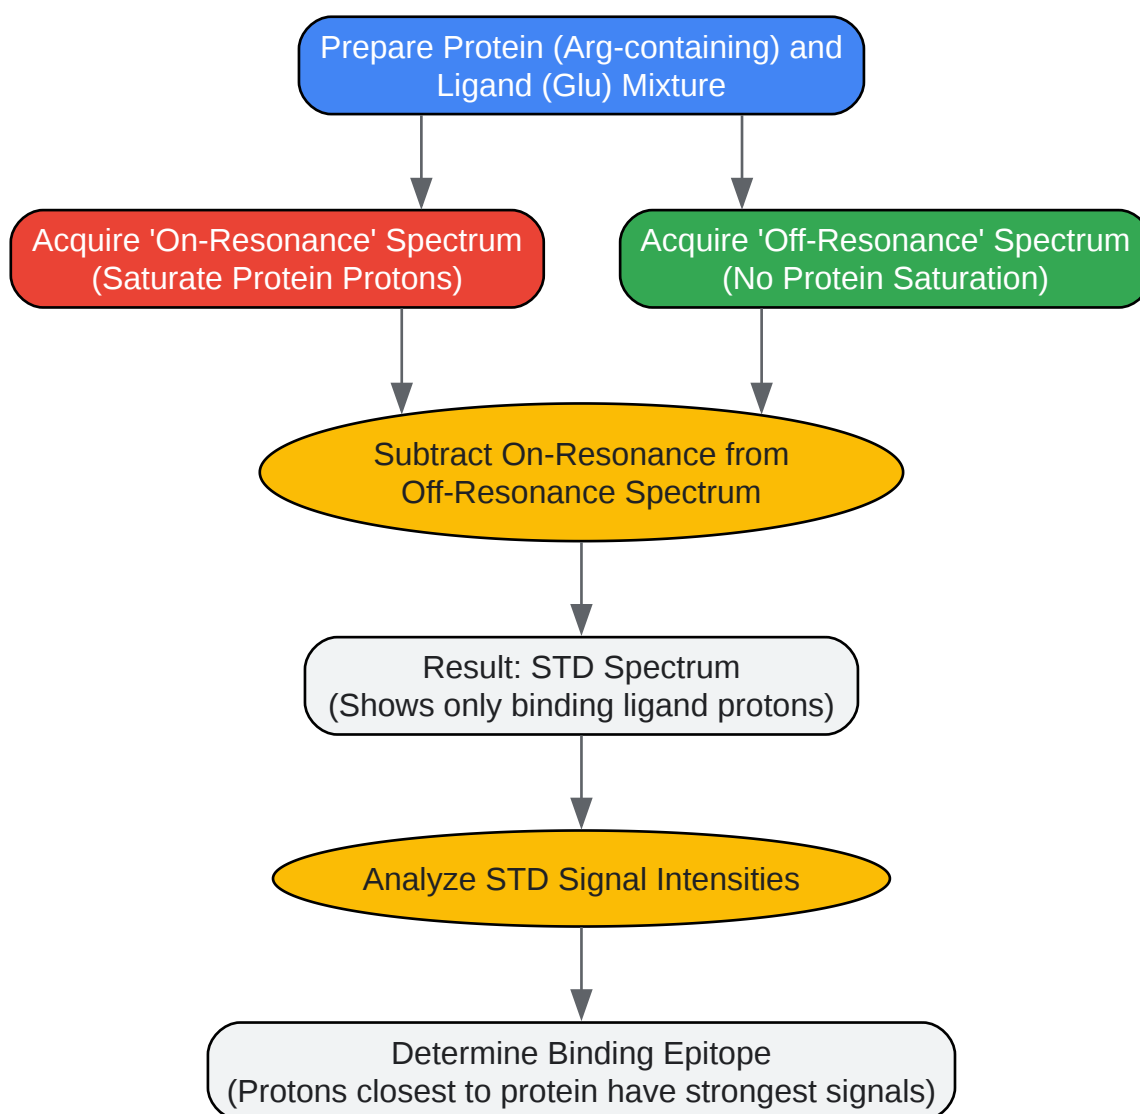 Prepare Protein (Arg-containing) and
Ligand (Glu) Mixture
Acquire 'On-Resonance' Spectrum
(Saturate Protein Protons)
Acquire 'Off-Resonance' Spectrum
(No Protein Saturation)
Subtract On-Resonance from
Off-Resonance Spectrum
Result: STD Spectrum
(Shows only binding ligand protons)
Analyze STD Signal Intensities
Determine Binding Epitope
(Protons closest to protein have strongest signals)